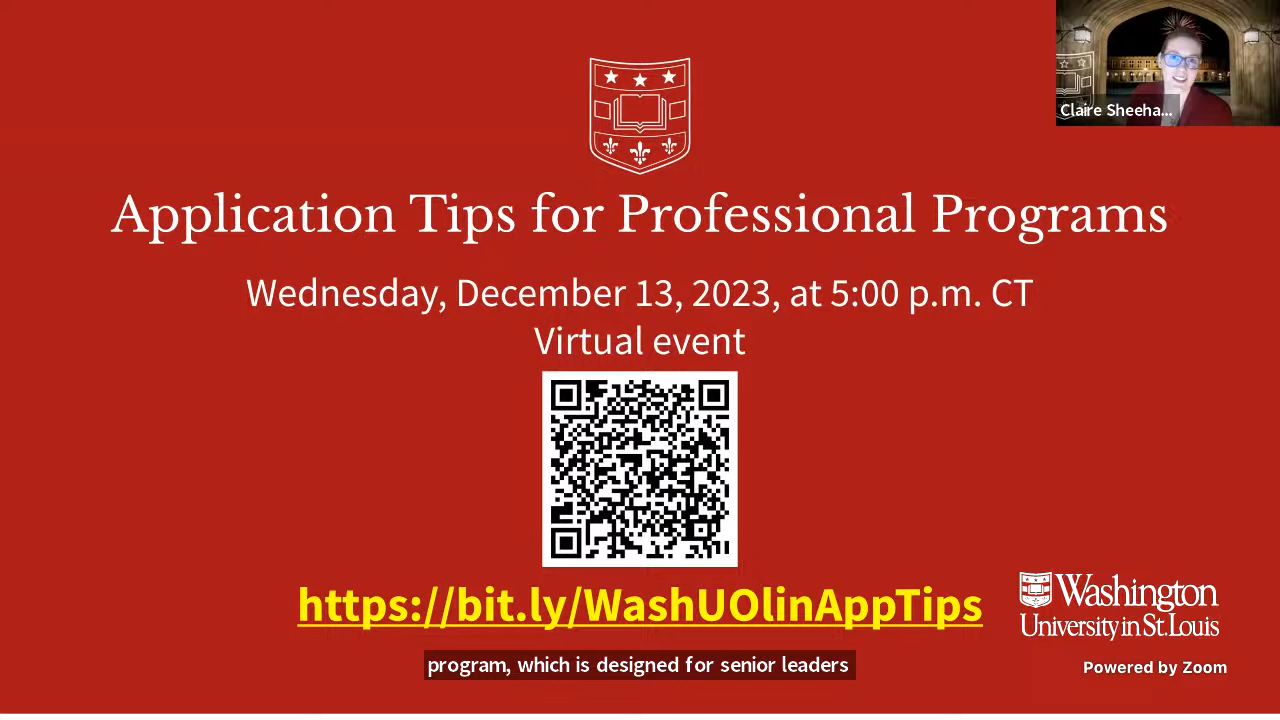 Claire Sheeha...
Application Tips for Professional Programs
Wednesday, December 13, 2023, at 5:00 p.m. CT
Virtual event
https://bit.ly/WashUOlinAppTips
Washington
University in St. Louis
program, which is designed for senior leaders
Powered by Zoom